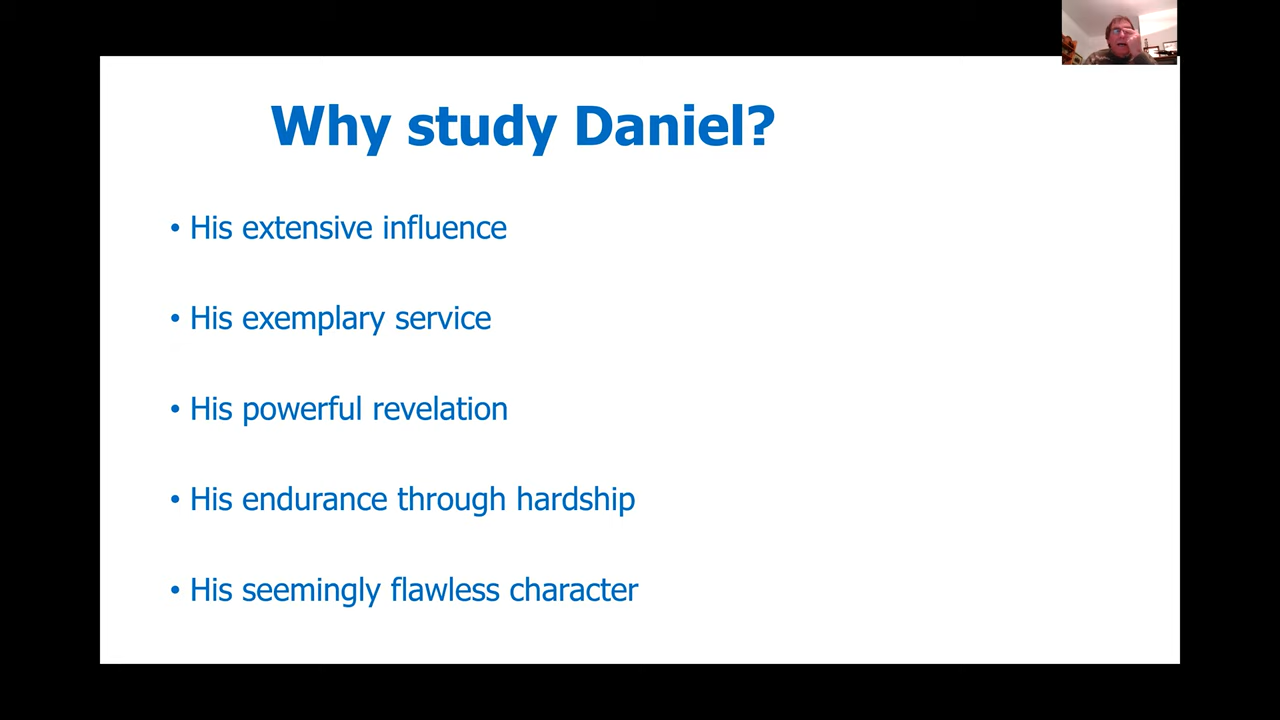 Why study Daniel?
• His extensive influence
• His exemplary service
• His powerful revelation
• His endurance through hardship
• His seemingly flawless character